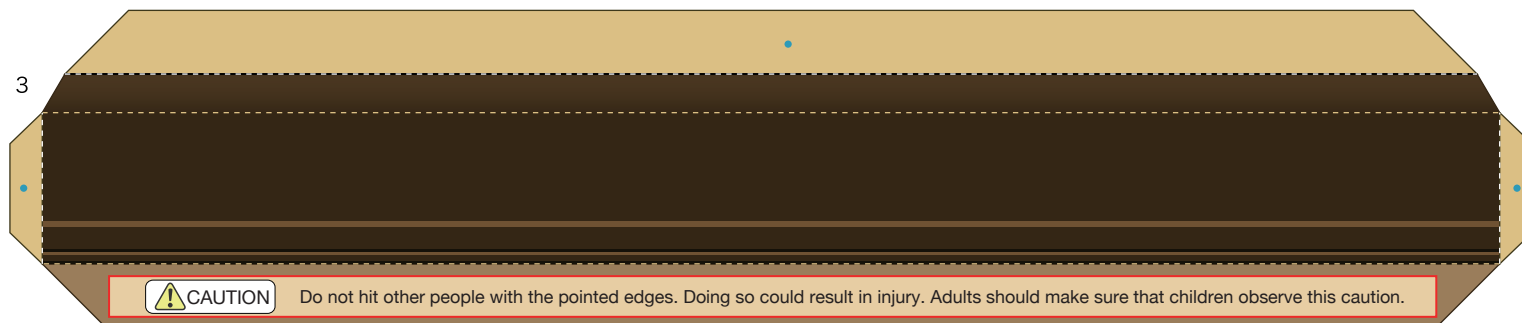 3
CAUTION Do not hit other people with the pointed edges. Doing so could result in injury. Adults should make sure that children observe this caution.